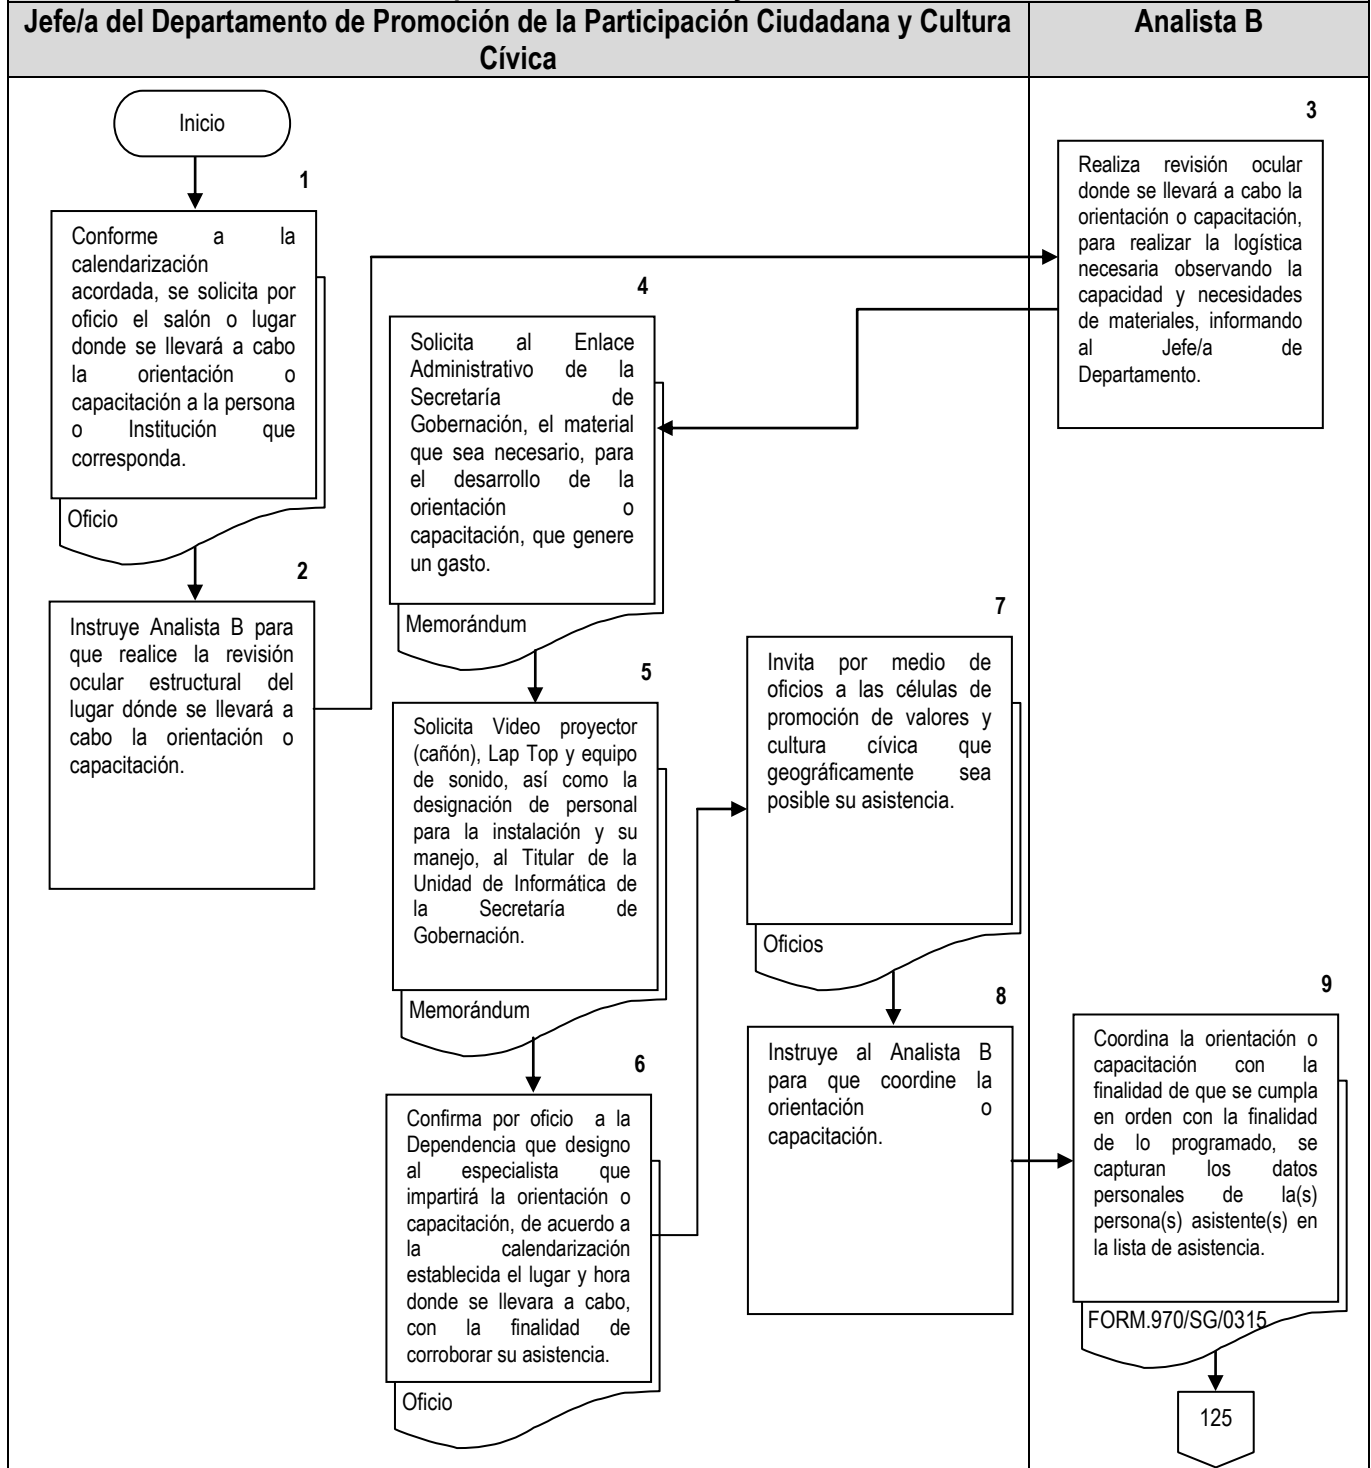 Jefe/a del Departamento de Promoción de la Participación Ciudadana y Cultura
Cívica
Analista B
Inicio
1
Conforme a la
calendarización
acordada, se solicita por
oficio el salón o lugar
donde se llevará a cabo
la orientación o
capacitación a la persona
o Institución que
corresponda.
Oficio
2
Instruye Analista B para
que realice la revisión
ocular estructural del
lugar dónde se llevará a
cabo la orientación o
capacitación.
3
Realiza revisión ocular
donde se llevará a cabo la
orientación o capacitación,
para realizar la logística
necesaria observando la
capacidad y necesidades
de materiales, informando
al Jefe/a de
Departamento.
4
Solicita al Enlace
Administrativo de la
Secretaría de
Gobernación, el material
que sea necesario, para
el desarrollo de la
orientación o
capacitación, que genere
un gasto.
Memorándum
5
Solicita Video proyector
(cañón), Lap Top y equipo
de sonido, así como la
designación de personal
para la instalación y su
manejo, al Titular de la
Unidad de Informática de
la Secretaría de
Gobernación.
Memorándum
6
Confirma por oficio a la
Dependencia que designo
al especialista que
impartirá la orientación o
capacitación, de acuerdo a
la calendarización
establecida el lugar y hora
donde se llevara a cabo,
con la finalidad de
corroborar su asistencia.
Oficio
7
Invita por medio de
oficios a las células de
promoción de valores y
cultura cívica que
geográficamente sea
posible su asistencia.
Oficios
8
Instruye al Analista B
para que coordine la
orientación o
capacitación.
9
Coordina la orientación o
capacitación con la
finalidad de que se cumpla
en orden con la finalidad
de lo programado, se
capturan los datos
personales de la(s)
persona(s) asistente(s) en
la lista de asistencia.
FORM.970/SG/0315
125